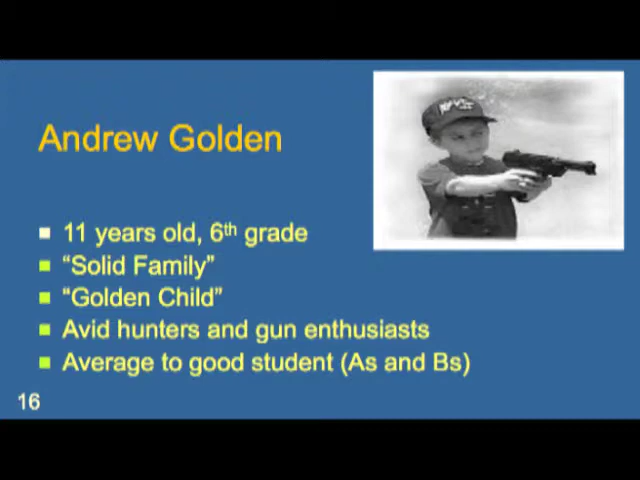 Andrew Golden
11 years old, 6th grade
“Solid Family”
“Golden Child”
Avid hunters and gun enthusiasts
Average to good student (As and Bs)
16